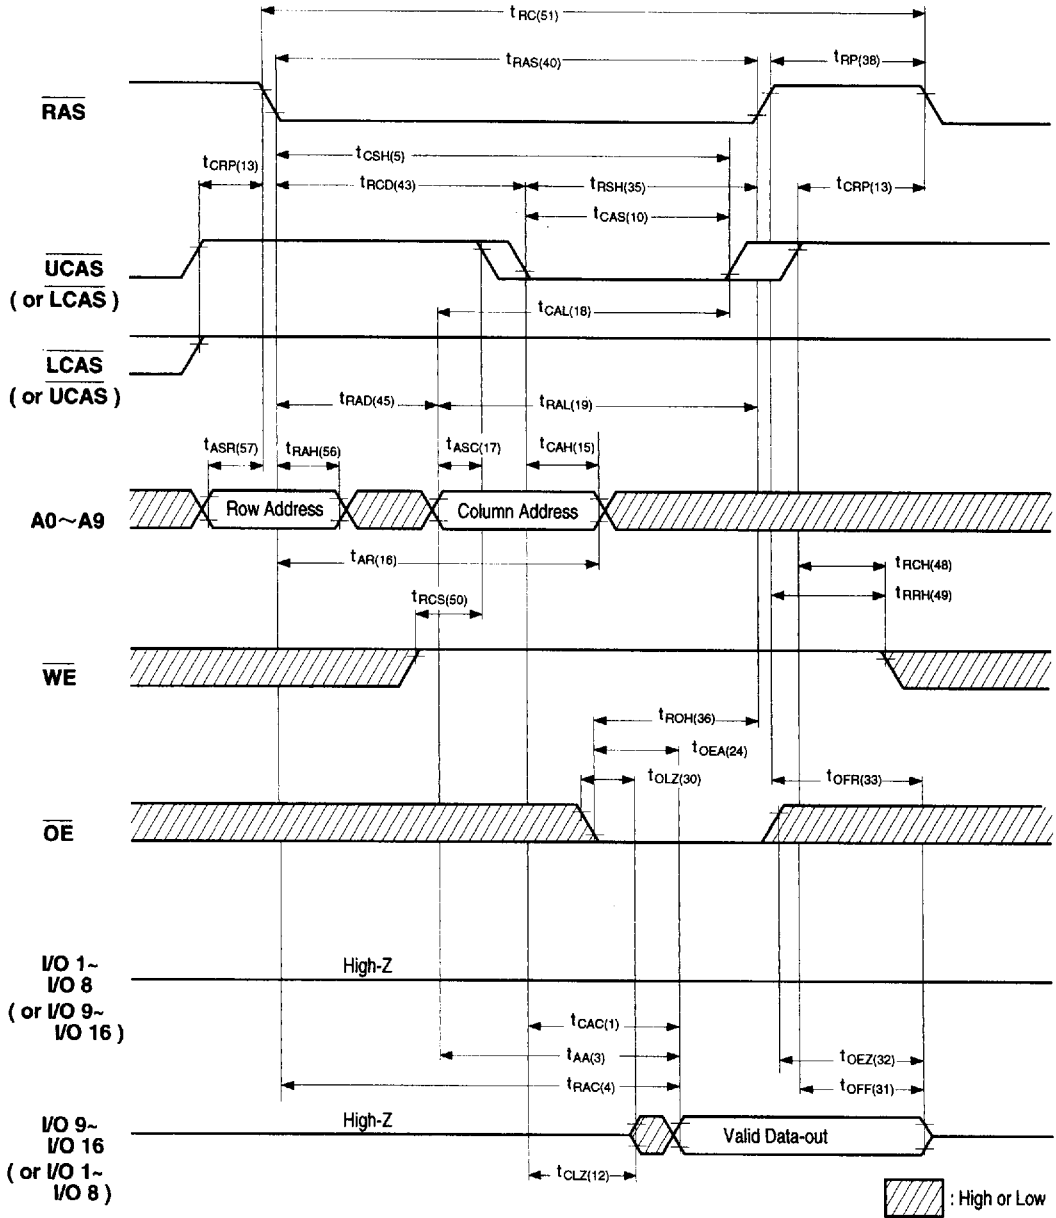 tRC(51)
tRAS(40)
tRP(38)
RAS
tCSH(5)
tCRP(13)
tRCD(43)
tRSH(35)
tCRP(13)
tCAS(10)
UCAS
( or LCAS )
tCAL(18)
LCAS
( or UCAS )
tRAD(45)
tRAL(19)
tASR(57)
tRAH(56)
tASC(17)
tCAH(15)
A0~A9
Row Address
Column Address
tAR(16)
tRCH(48)
tRCS(50)
tRRH(49)
WE
tROH(36)
tOEA(24)
tOLZ(30)
tOFR(33)
OE
I/O 1~
I/O 8
( or I/O 9~
I/O 16 )
High-Z
tCAC(1)
tAA(3)
tOEZ(32)
tRAC(4)
tOFF(31)
I/O 9~
I/O 16
( or I/O 1~
I/O 8 )
High-Z
Valid Data-out
tCLZ(12)
: High or Low